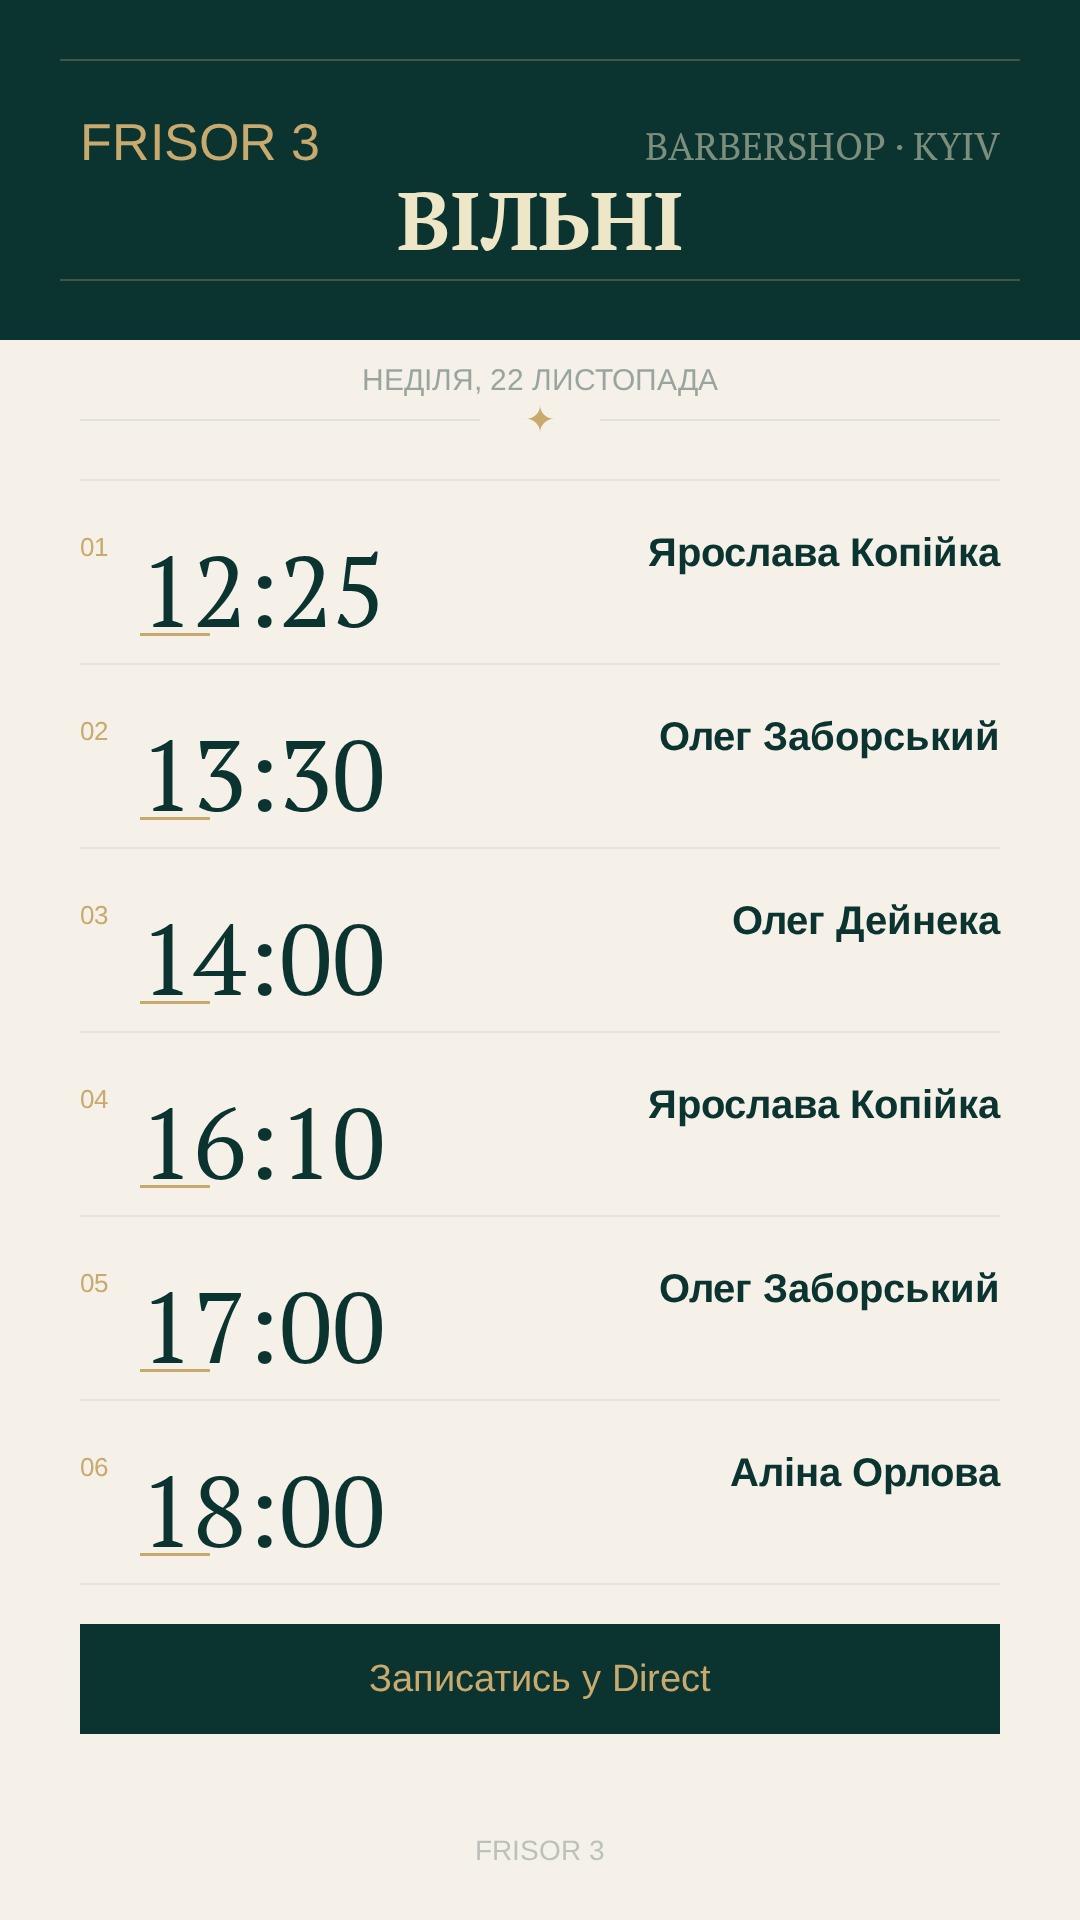 FRISOR 3
BARBERSHOP · KYIV
ВІЛЬНІ
НЕДІЛЯ, 22 ЛИСТОПАДА
01
12:25
Ярослава Копійка
02
13:30
Олег Заборський
03
14:00
Олег Дейнека
04
16:10
Ярослава Копійка
05
17:00
Олег Заборський
06
18:00
Аліна Орлова
Записатись у Direct
FRISOR 3